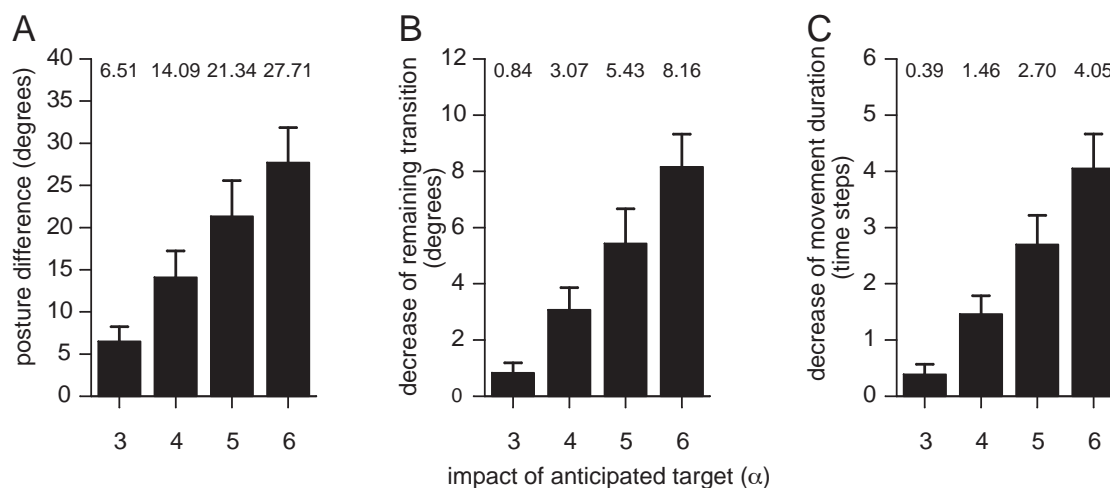 A
posture difference (degrees)
40
35
30
25
20
15
10
5
0
6.51 14.09 21.34 27.71
3 4 5 6
B
decrease of remaining transition
(degrees)
12
10
8
6
4
2
0
0.84 3.07 5.43 8.16
3 4 5 6
C
decrease of movement duration
(time steps)
6
5
4
3
2
1
0
0.39 1.46 2.70 4.05
3 4 5 6
impact of anticipated target (α)